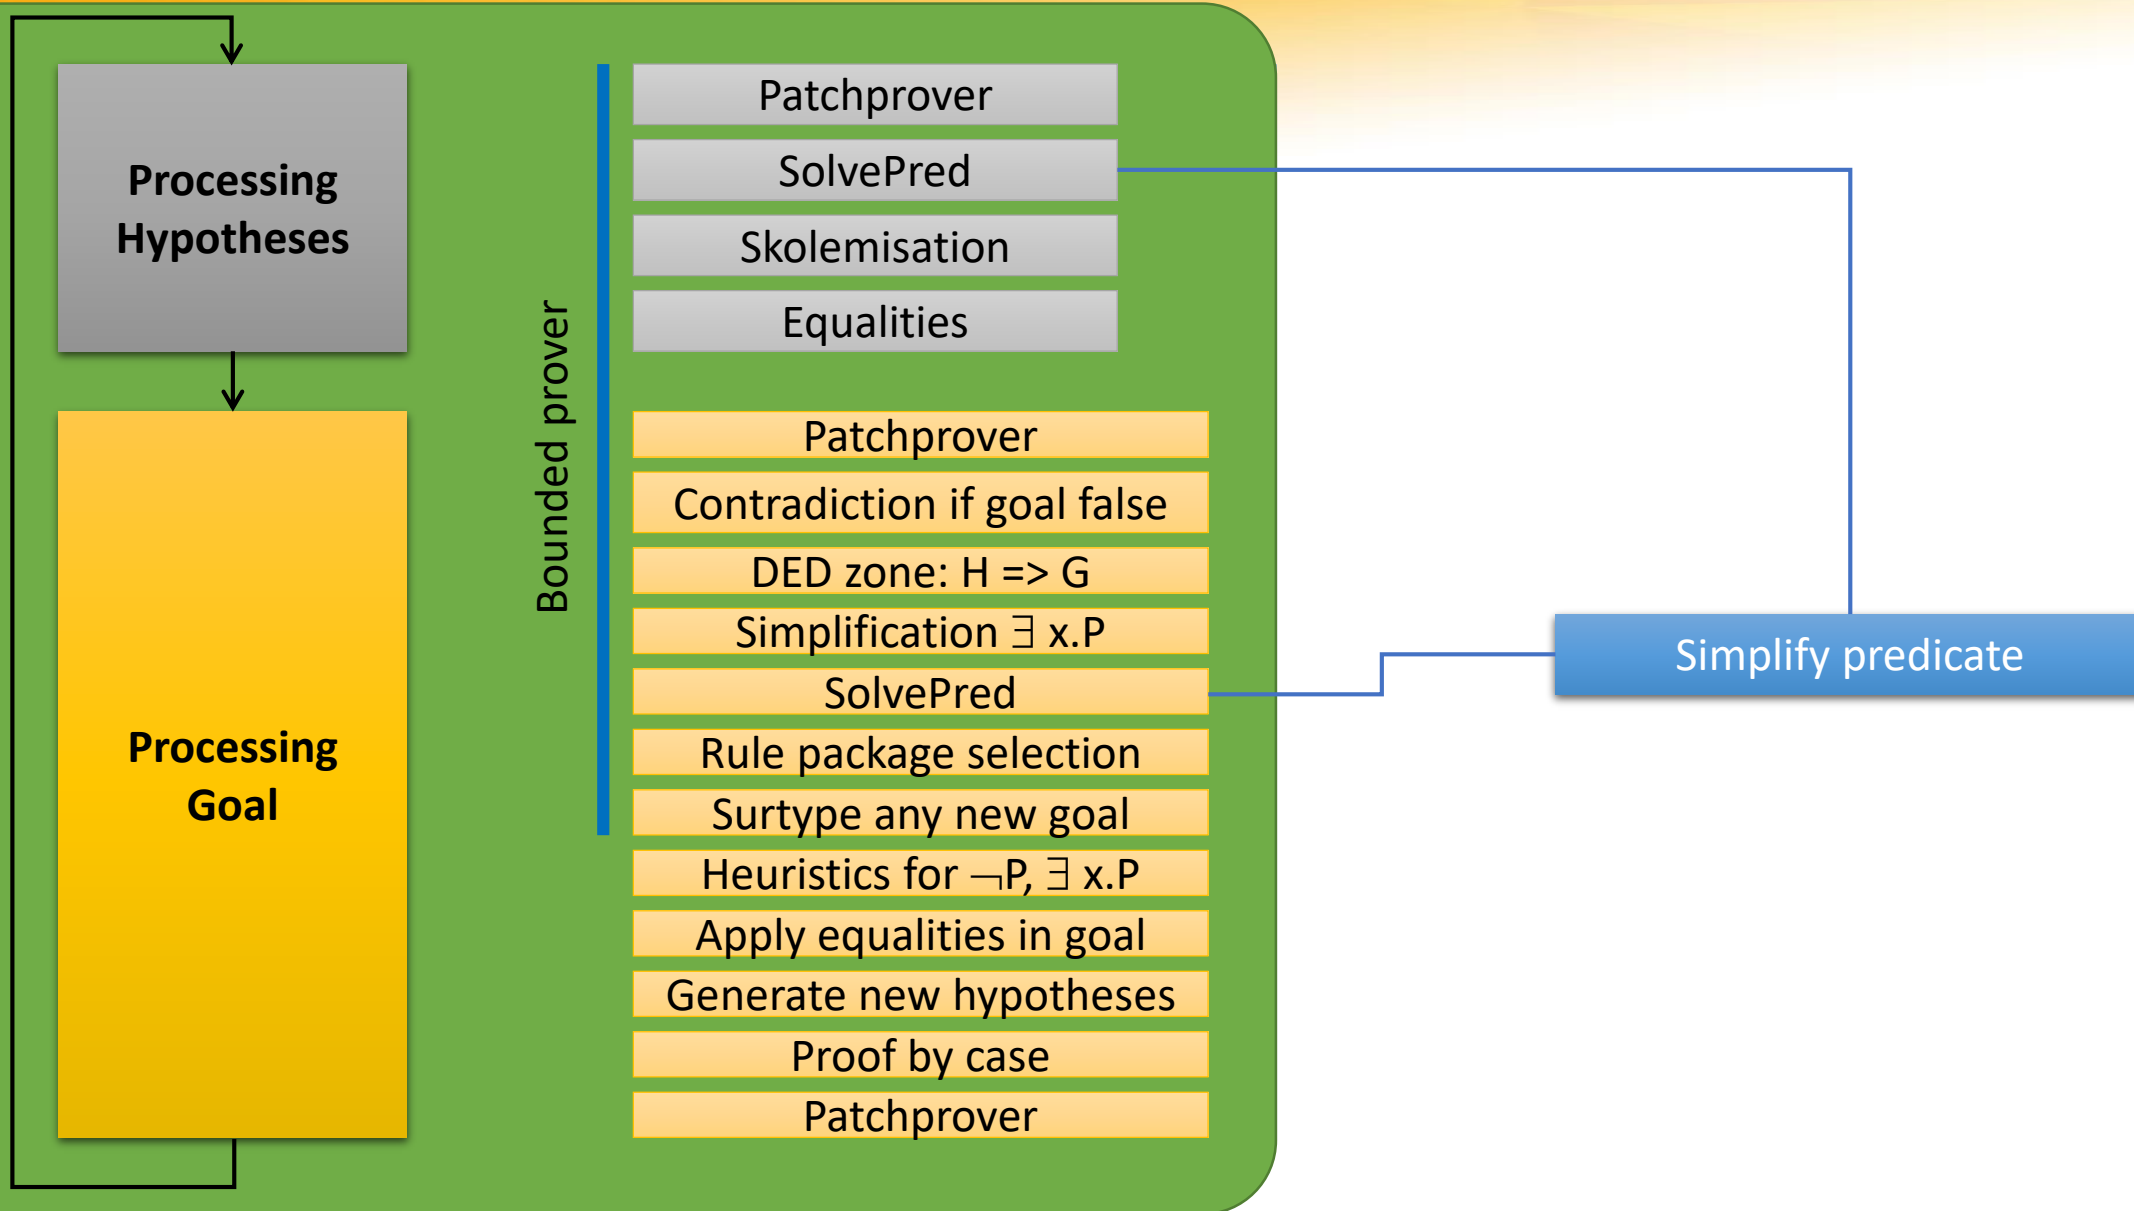 Processing
Hypotheses
Processing
Goal
Bounded prover
Patchprover
SolvePred
Skolemisation
Equalities
Patchprover
Contradiction if goal false
DED zone: H => G
Simplification ∃ x.P
SolvePred
Rule package selection
Surtype any new goal
Heuristics for ¬P, ∃ x.P
Apply equalities in goal
Generate new hypotheses
Proof by case
Patchprover
Simplify predicate